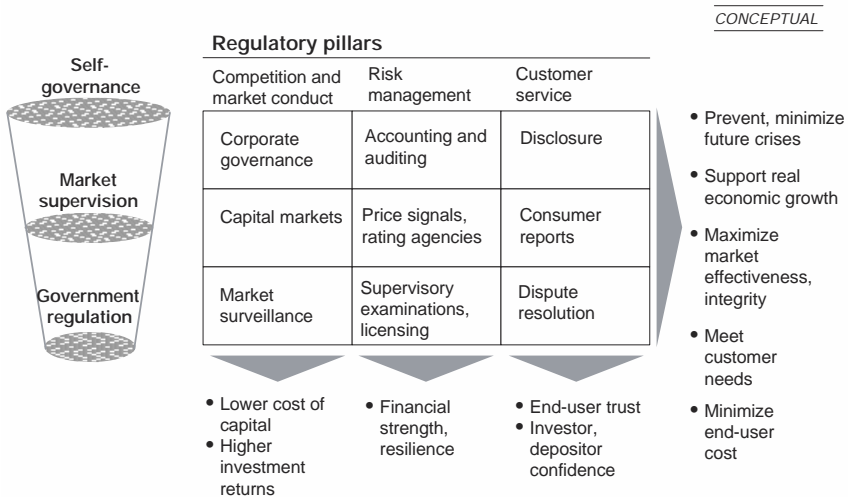 CONCEPTUAL
Regulatory pillars
Self-
governance
Competition and
market conduct
Risk
management
Customer
service
Corporate
governance
Accounting and
auditing
Disclosure
Market
supervision
Capital markets
Price signals,
rating agencies
Consumer
reports
Government
regulation
Market
surveillance
Supervisory
examinations,
licensing
Dispute
resolution
• Lower cost of
capital
• Higher
investment
returns
• Financial
strength,
resilience
• End-user trust
• Investor,
depositor
confidence
• Prevent, minimize
future crises
• Support real
economic growth
• Maximize
market
effectiveness,
integrity
• Meet
customer
needs
• Minimize
end-user
cost